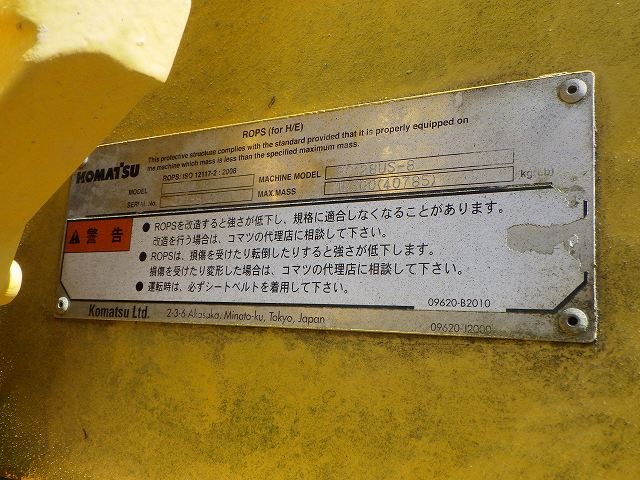 ROPS (for H/E)
This protective structure complies with the standard provided that it is properly equipped on
the machine which mass is less than the specified maximum mass.
KOMATSU
ROPS: ISO 12117-2 : 2008
MODEL
MACHINE MODEL
SERIAL No.
MAX.MASS
(40785)
kg(Lb)
警告
● ROPSを改造すると強さが低下し、規格に適合しなくなることがあります。
改造を行う場合は、コマツの代理店に相談して下さい。
● ROPSは、損傷を受けたり転倒したりすると強さが低下します。
損傷を受けたり変形した場合は、コマツの代理店に相談して下さい。
● 運転時は、必ずシートベルトを着用して下さい。
09620-B2010
Komatsu Ltd.
2-3-6 Akasaka, Minato-ku, Tokyo, Japan
09620-J2000